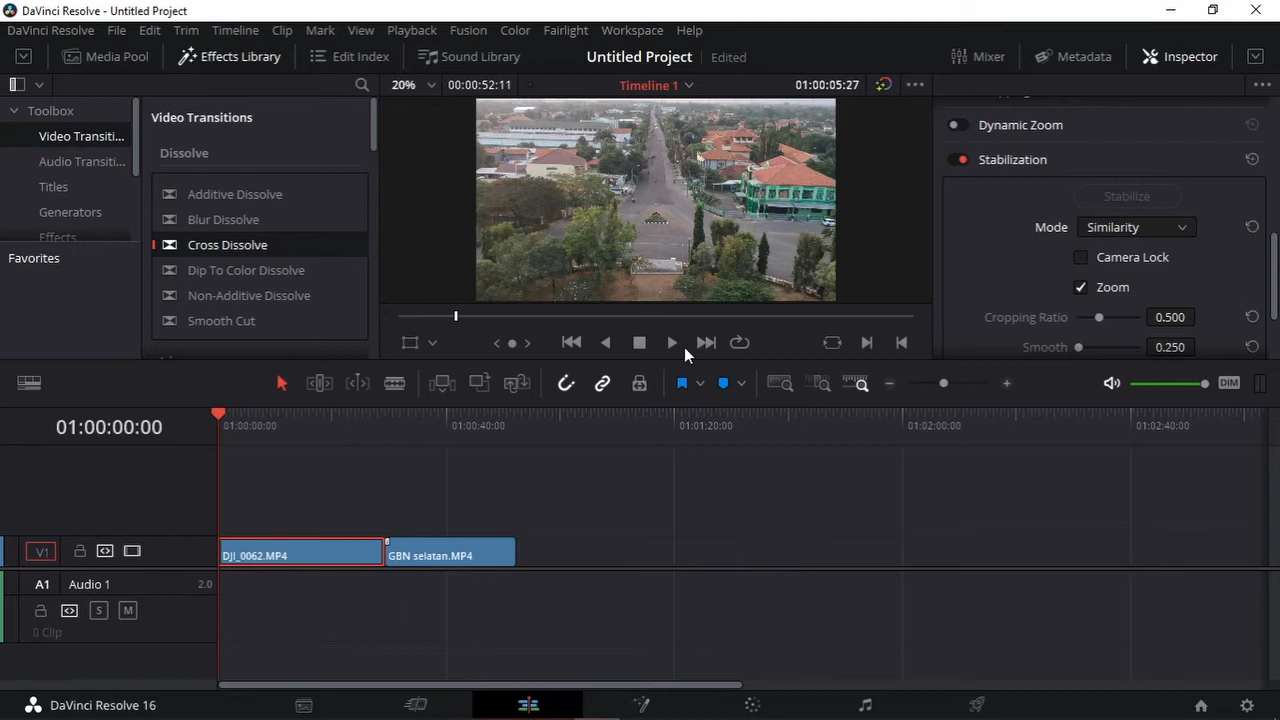 DaVinci Resolve - Untitled Project
DaVinci Resolve File Edit Trim Timeline Clip Mark View Playback Fusion Color Fairlight Workspace Help
Media Pool Effects Library Edit Index Sound Library Untitled Project Edited Mixer Metadata Inspector
20% 00:00:52:11 Timeline 1 01:00:05:27
Toolbox
Video Transiti...
Audio Transiti...
Titles
Generators
Effects
Favorites
Video Transitions
Dissolve
Additive Dissolve
Blur Dissolve
Cross Dissolve
Dip To Color Dissolve
Non-Additive Dissolve
Smooth Cut
Dynamic Zoom
Stabilization
Stabilize
Mode Similarity
Camera Lock
Zoom
Cropping Ratio 0.500
Smooth 0.250
DIM
01:00:00:00
01:00:00:00 01:00:40:00 01:01:20:00 01:02:00:00 01:02:40:00
V1
DJI_0062.MP4 GBN selatan.MP4
A1 Audio 1 2.0
S M
0 Clip
DaVinci Resolve 16